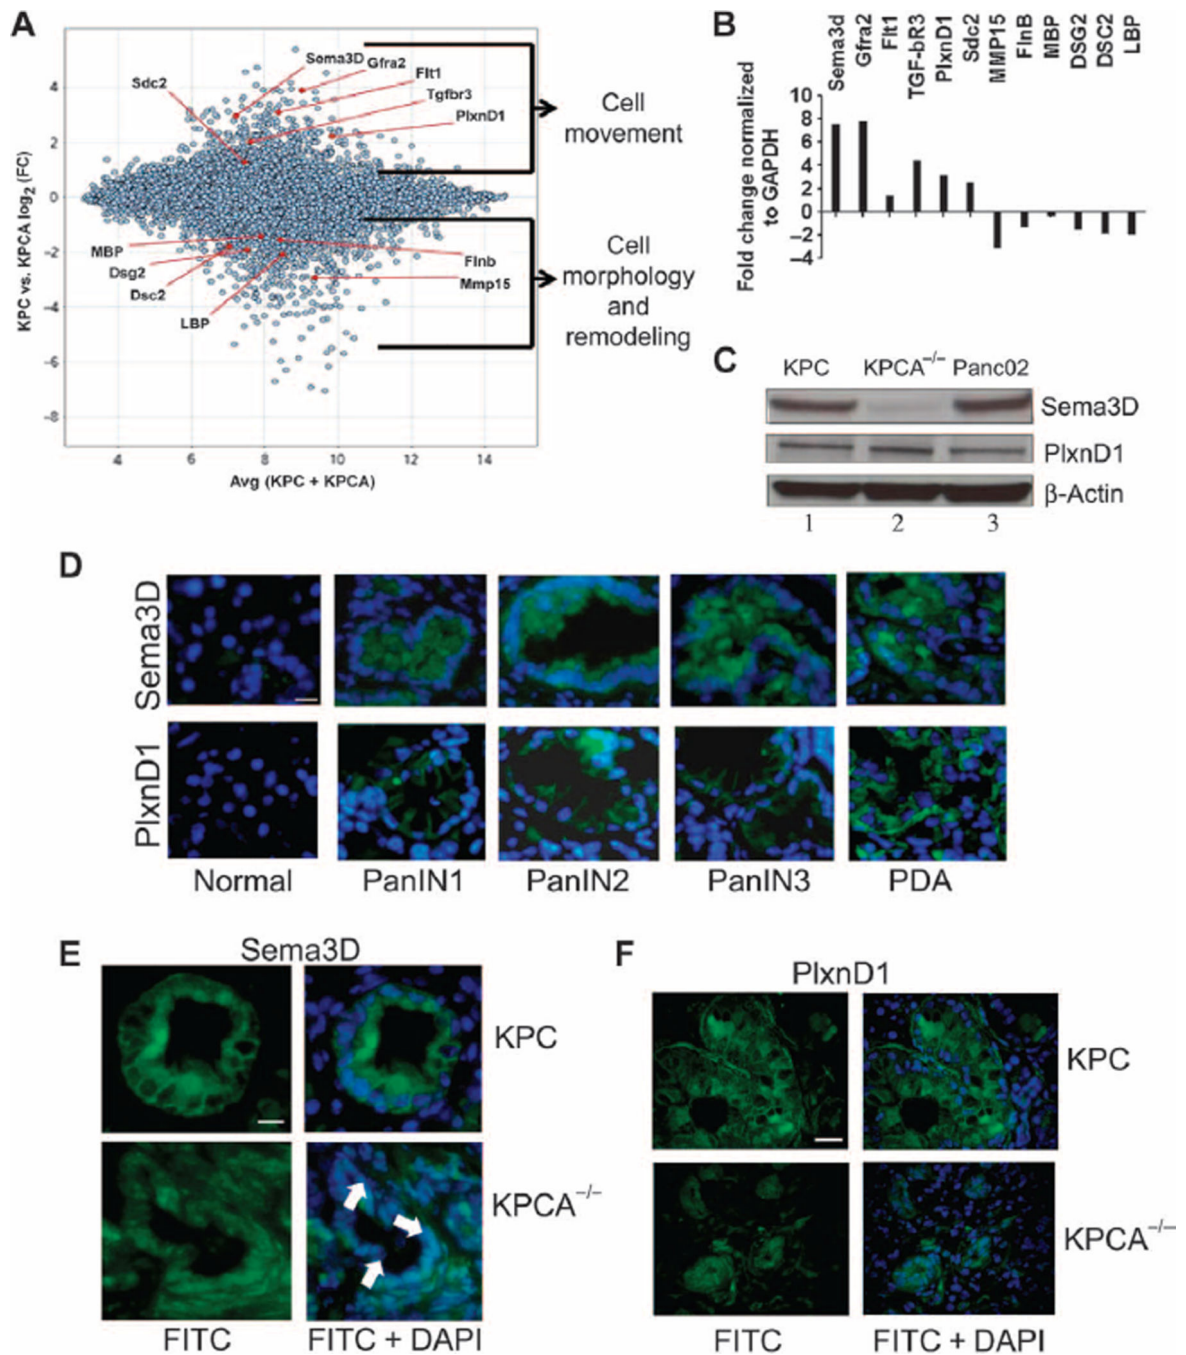 A
KPC vs. KPCA log2 (FC)
4
2
0
–2
–4
–6
–8
4
6
8
10
12
14
Avg (KPC + KPCA)
Sdc2
Sema3D
Gfra2
Flt1
Tgfbr3
PlxnD1
MBP
Dsg2
Dsc2
LBP
Flnb
Mmp15
Cell
movement
Cell
morphology
and
remodeling
B
Sema3d
Gfra2
Flt1
TGF-bR3
PlxnD1
Sdc2
MMP15
FlnB
MBP
DSG2
DSC2
LBP
Fold change normalized
to GAPDH
10
8
6
4
2
0
–2
–4
C
KPC KPCA–/– Panc02
Sema3D
PlxnD1
β-Actin
1 2 3
D
Sema3D
PlxnD1
Normal PanIN1 PanIN2 PanIN3 PDA
E
Sema3D
KPC
KPCA–/–
FITC FITC + DAPI
F
PlxnD1
KPC
KPCA–/–
FITC FITC + DAPI